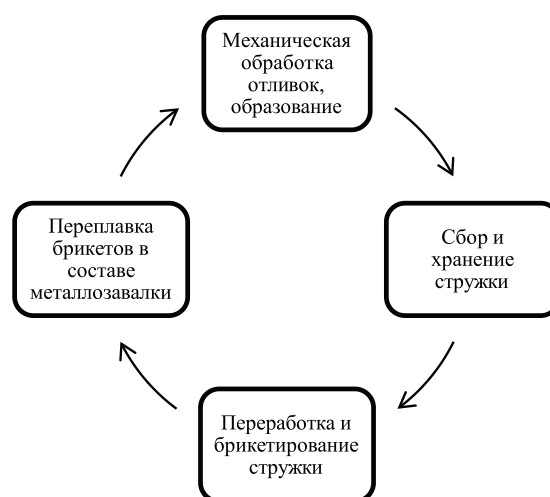 Механическая
обработка
отливок,
образование
Сбор и
хранение
стружки
Переработка и
брикетирование
стружки
Переплавка
брикетов в
составе
металлозавалки